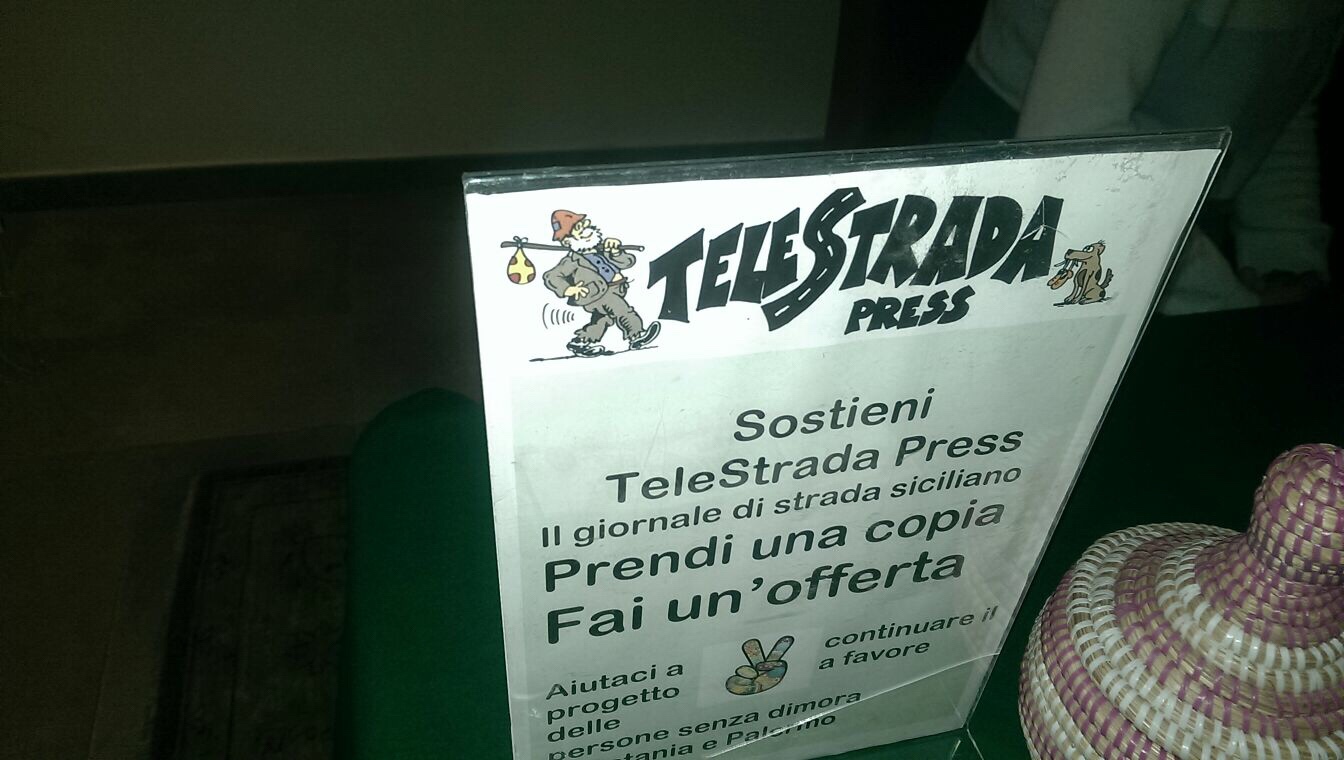 TELESTRADA
PRESS
Sostieni
TeleStrada Press
Il giornale di strada siciliano
Prendi una copia
Fai un'offerta
Aiutaci a continuare il
progetto a favore
delle
persone senza dimora
e Palermo